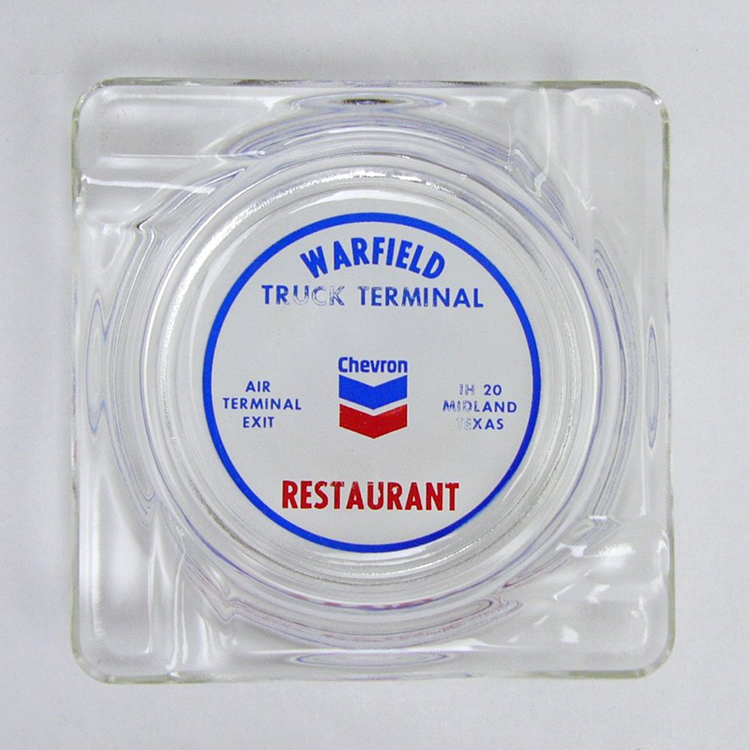 WARFIELD
TRUCK TERMINAL
Chevron
AIR
TERMINAL
EXIT
IH 20
MIDLAND
TEXAS
RESTAURANT